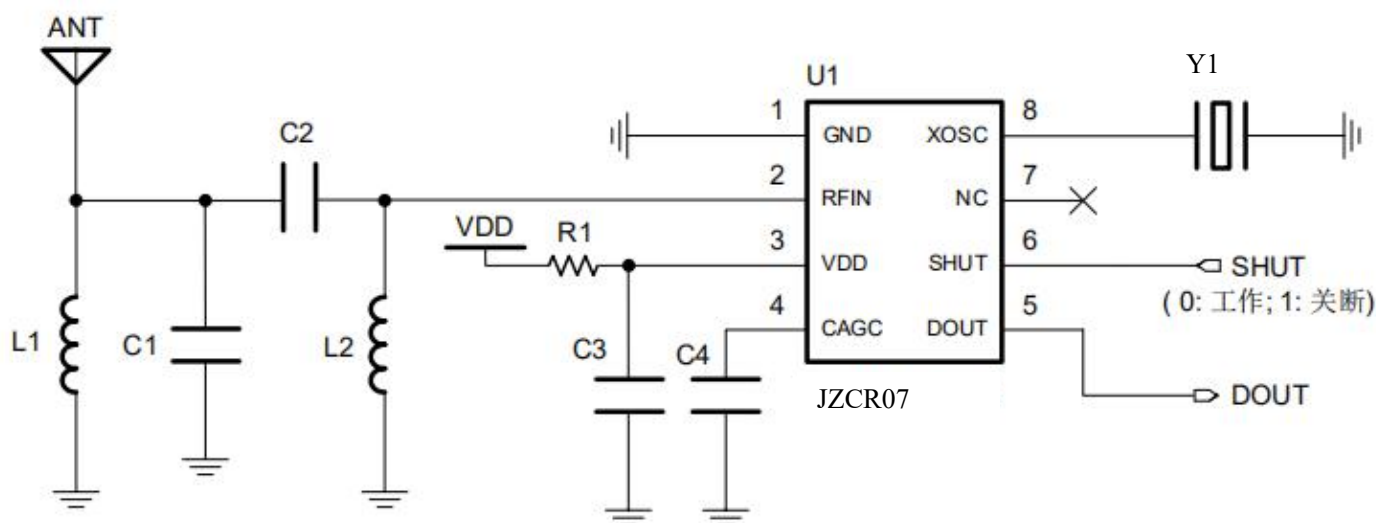 ANT
U1
Y1
C2
1
GND
XOSC
8
2
RFIN
NC
7
VDD
R1
3
VDD
SHUT
6
SHUT
( 0: 工作; 1: 关断)
4
CAGC
DOUT
5
L1
C1
L2
C3
C4
JZCR07
DOUT